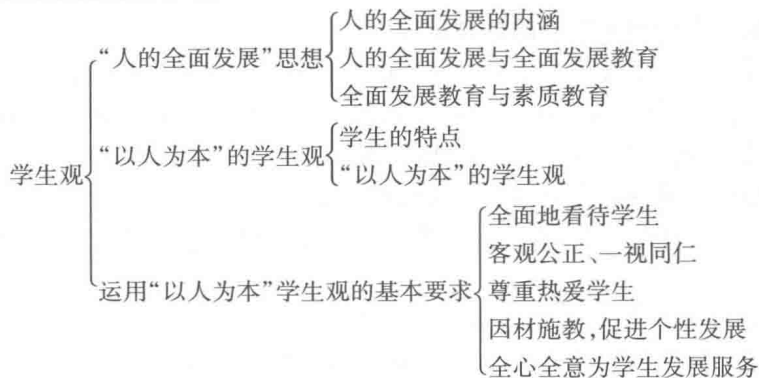 学生观
“人的全面发展”思想
人的全面发展的内涵
人的全面发展与全面发展教育
全面发展教育与素质教育
“以人为本”的学生观
学生的特点
“以人为本”的学生观
运用“以人为本”学生观的基本要求
全面地看待学生
客观公正、一视同仁
尊重热爱学生
因材施教,促进个性发展
全心全意为学生发展服务